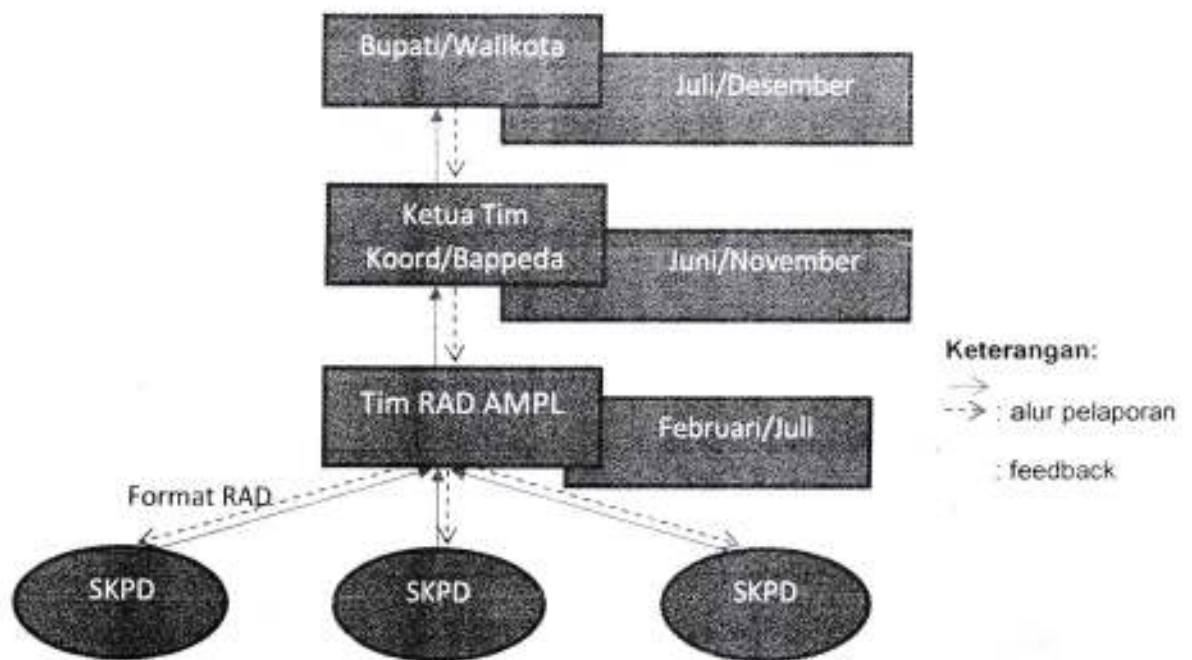 Bupati/Walikota
Juli/Desember
Ketua Tim
Koord/Bappeda
Juni/November
Tim RAD AMPL
Februari/Juli
Format RAD
SKPD
SKPD
SKPD
Keterangan:
: alur pelaporan
: feedback